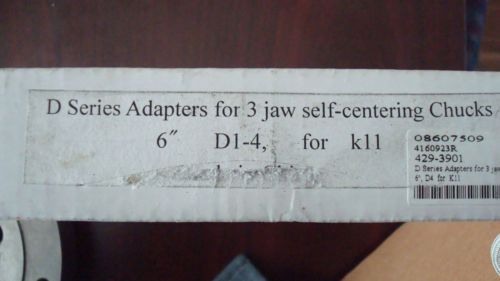 D Series Adapters for 3 jaw self-centering Chucks
6" D1-4, for k11
08607509
4160923R
429-3901
D Series Adapters for 3 jaw
6", D4 for K11